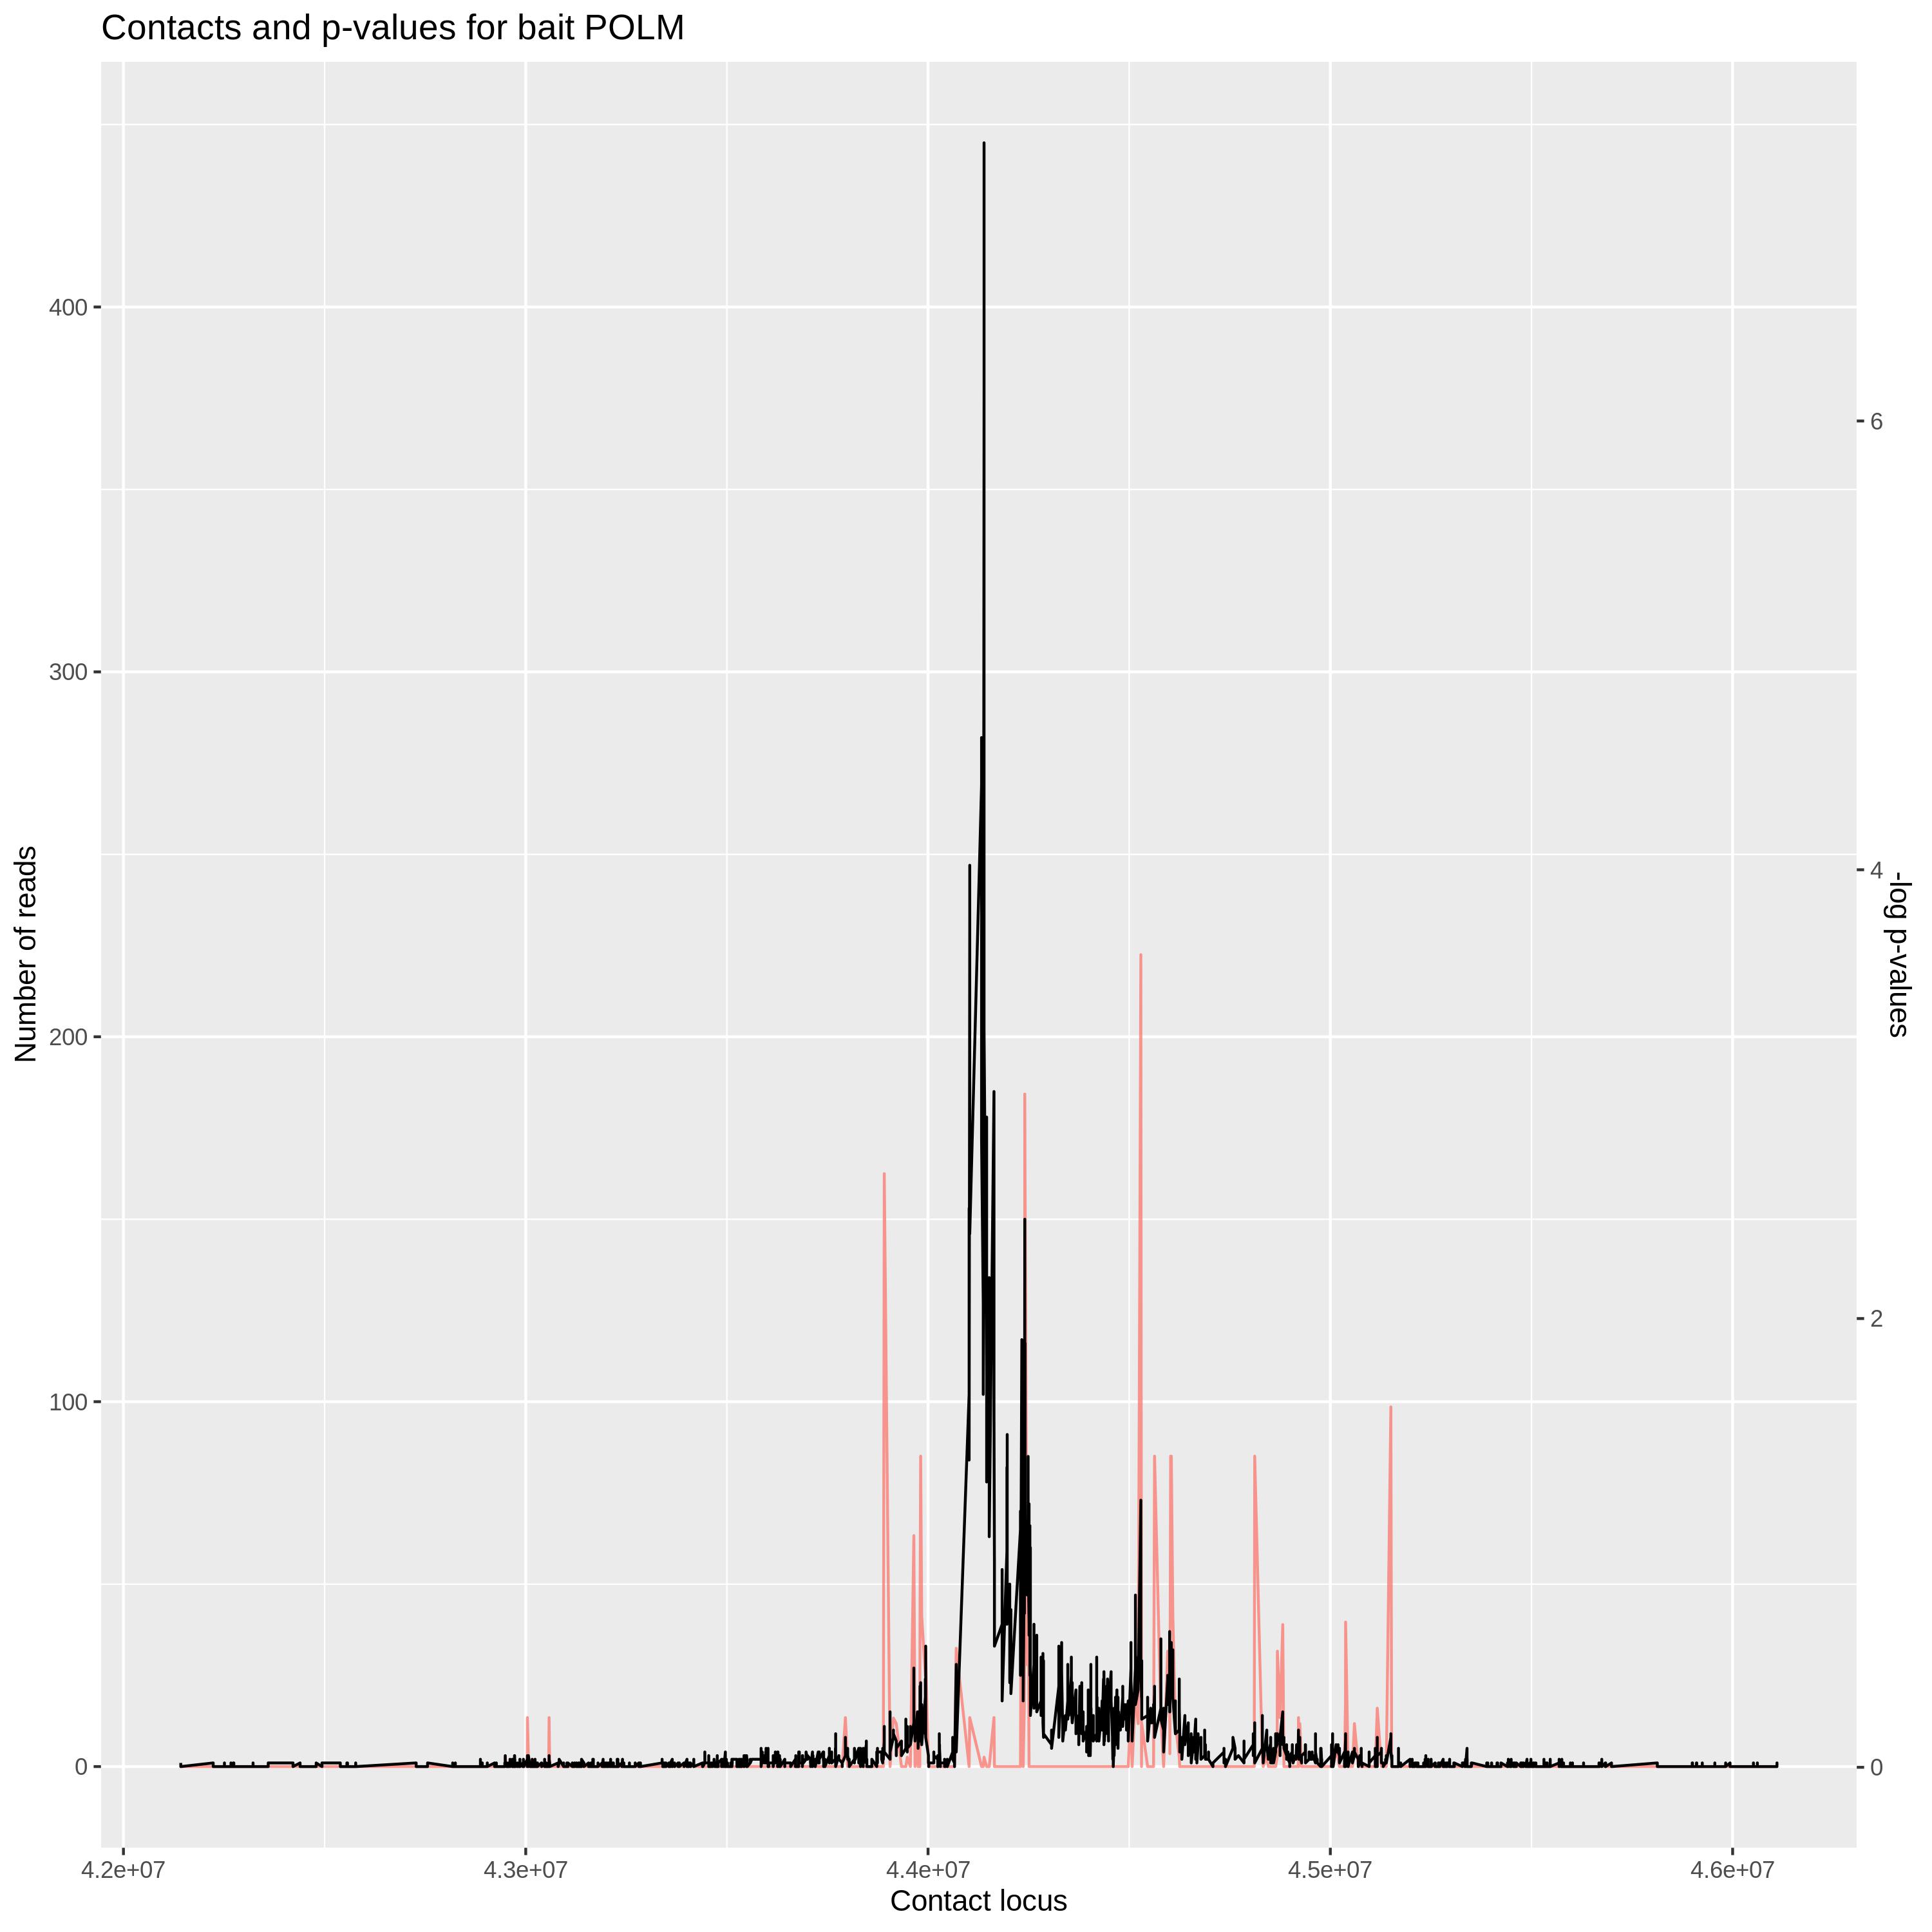 Contacts and p-values for bait POLM
Number of reads
400
300
200
100
0
6
4
2
0
-log p-values
4.2e+07
4.3e+07
4.4e+07
4.5e+07
4.6e+07
Contact locus